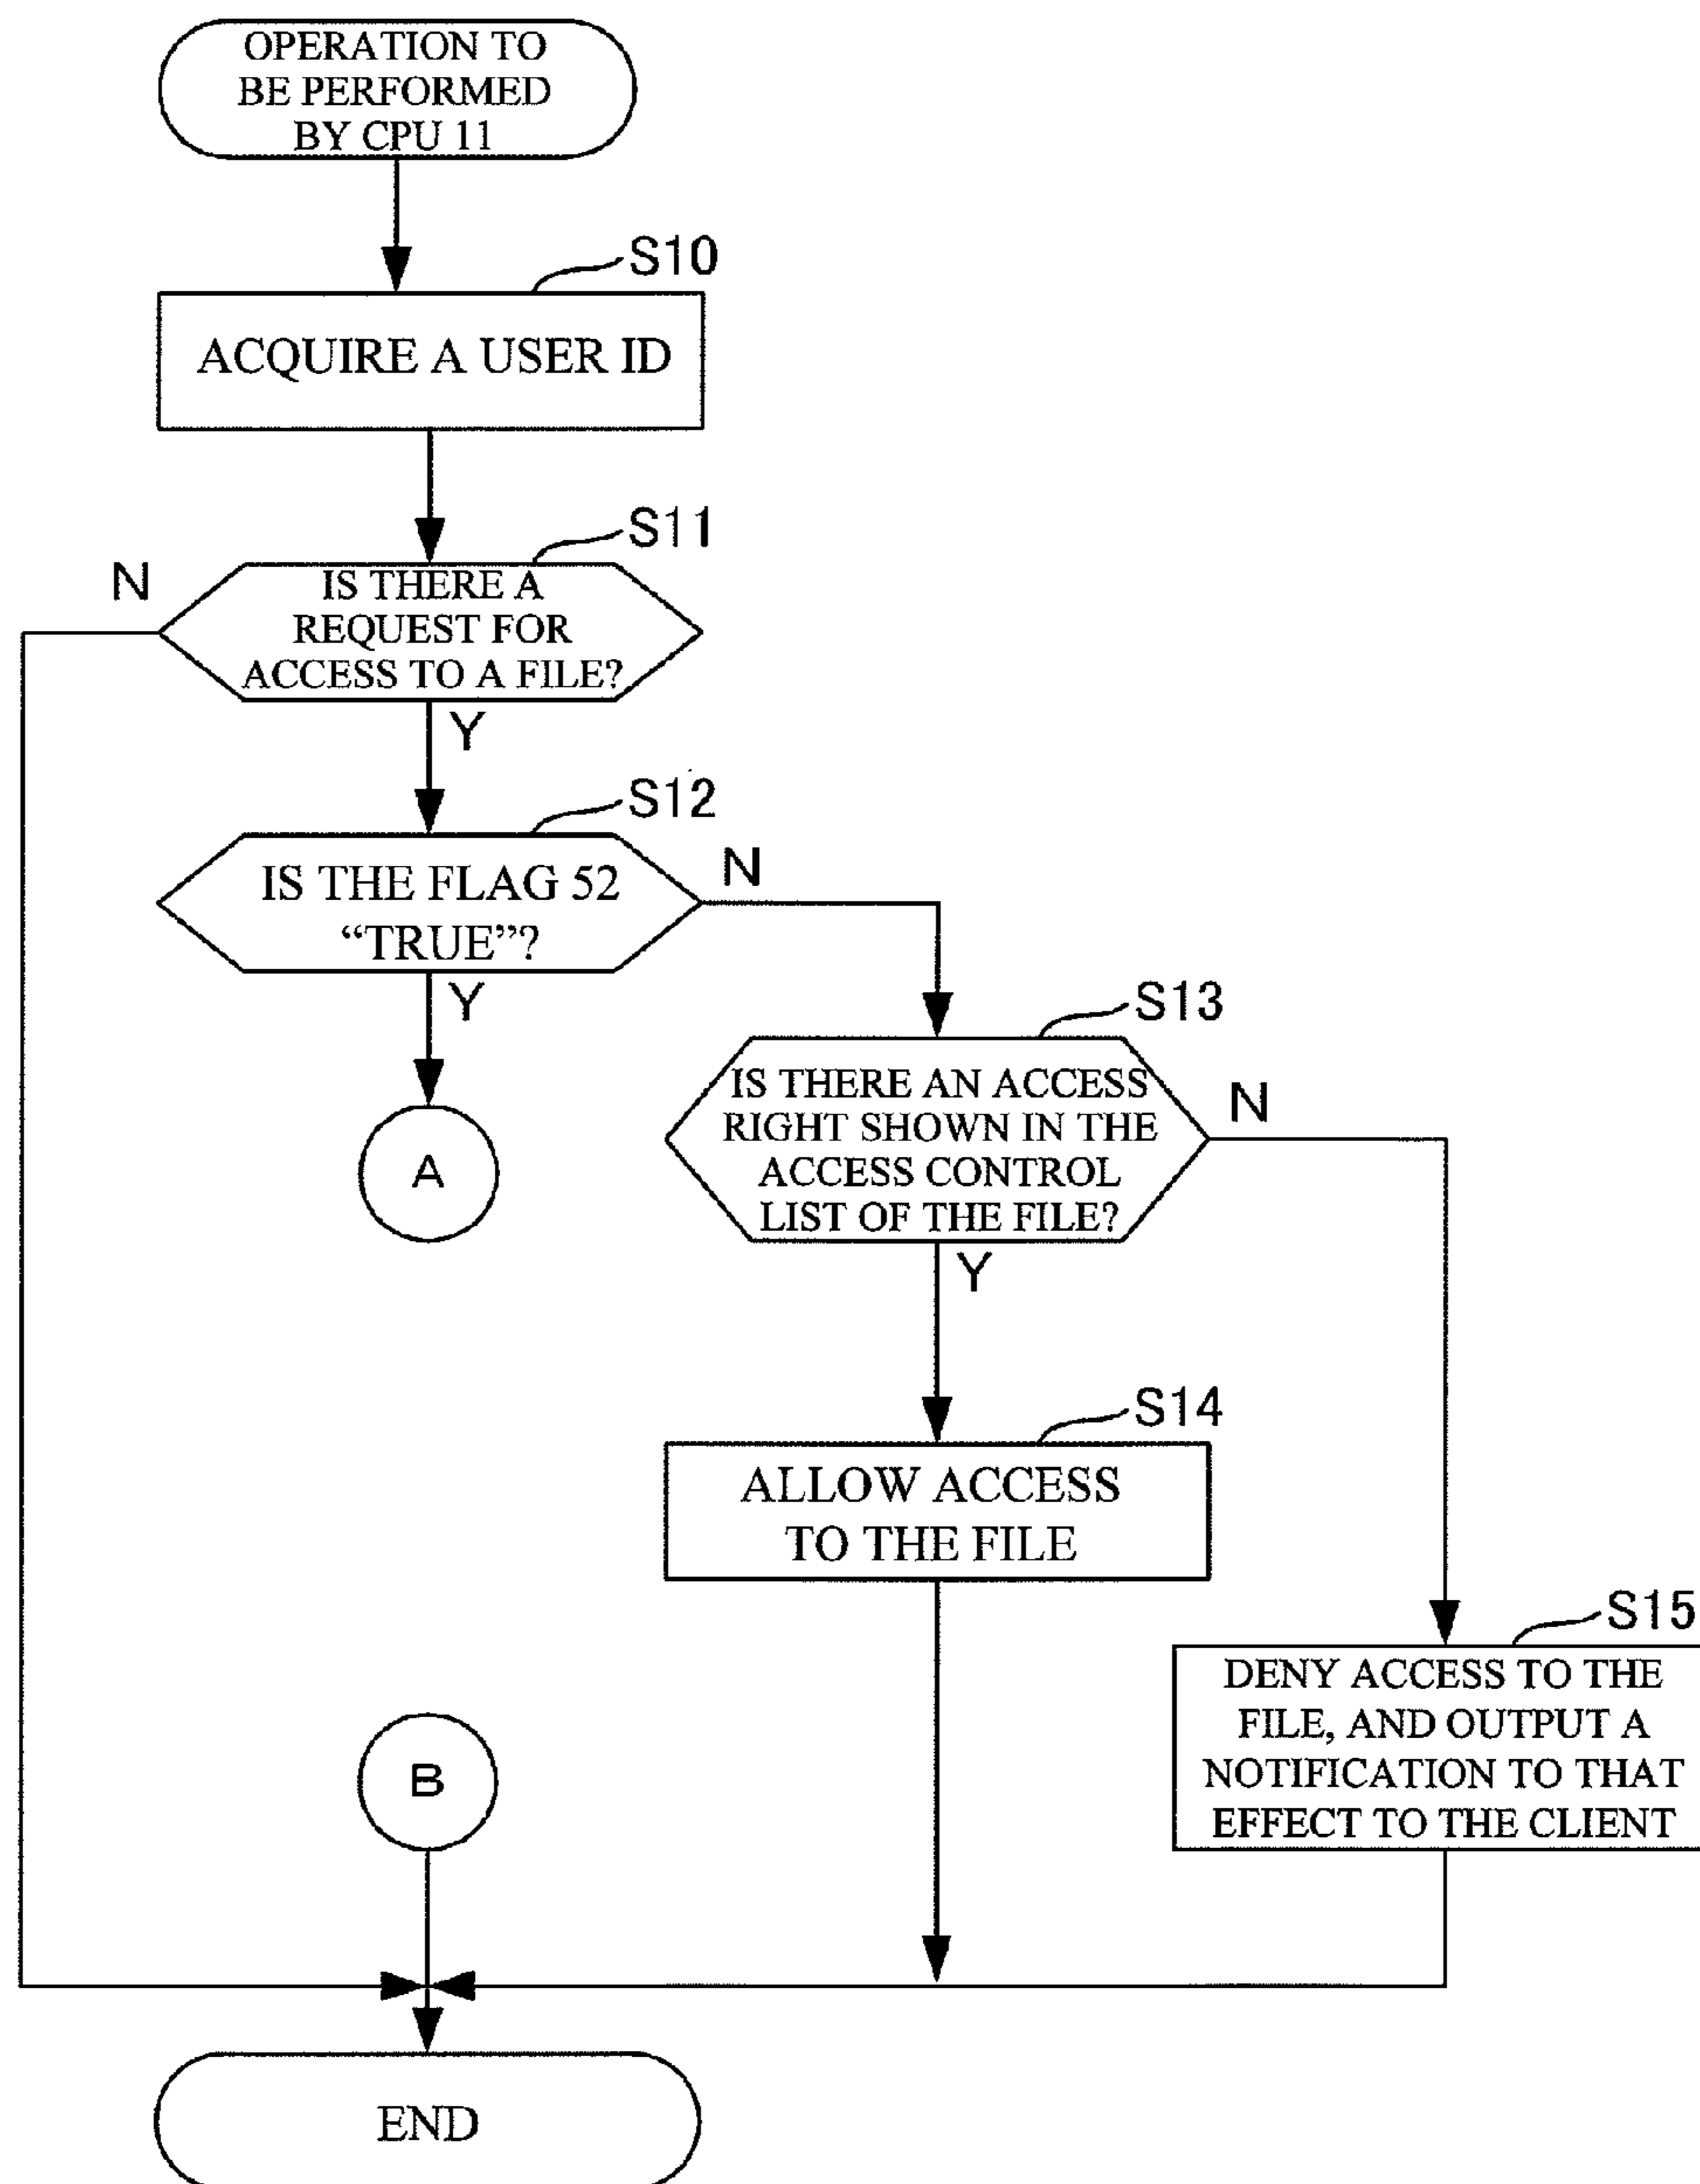 OPERATION TO
BE PERFORMED
BY CPU 11
S10
ACQUIRE A USER ID
S11
N
IS THERE A
REQUEST FOR
ACCESS TO A FILE?
Y
S12
IS THE FLAG 52
“TRUE”?
N
Y
A
S13
IS THERE AN ACCESS
RIGHT SHOWN IN THE
ACCESS CONTROL
LIST OF THE FILE?
N
Y
S14
ALLOW ACCESS
TO THE FILE
S15
DENY ACCESS TO THE
FILE, AND OUTPUT A
NOTIFICATION TO THAT
EFFECT TO THE CLIENT
B
END